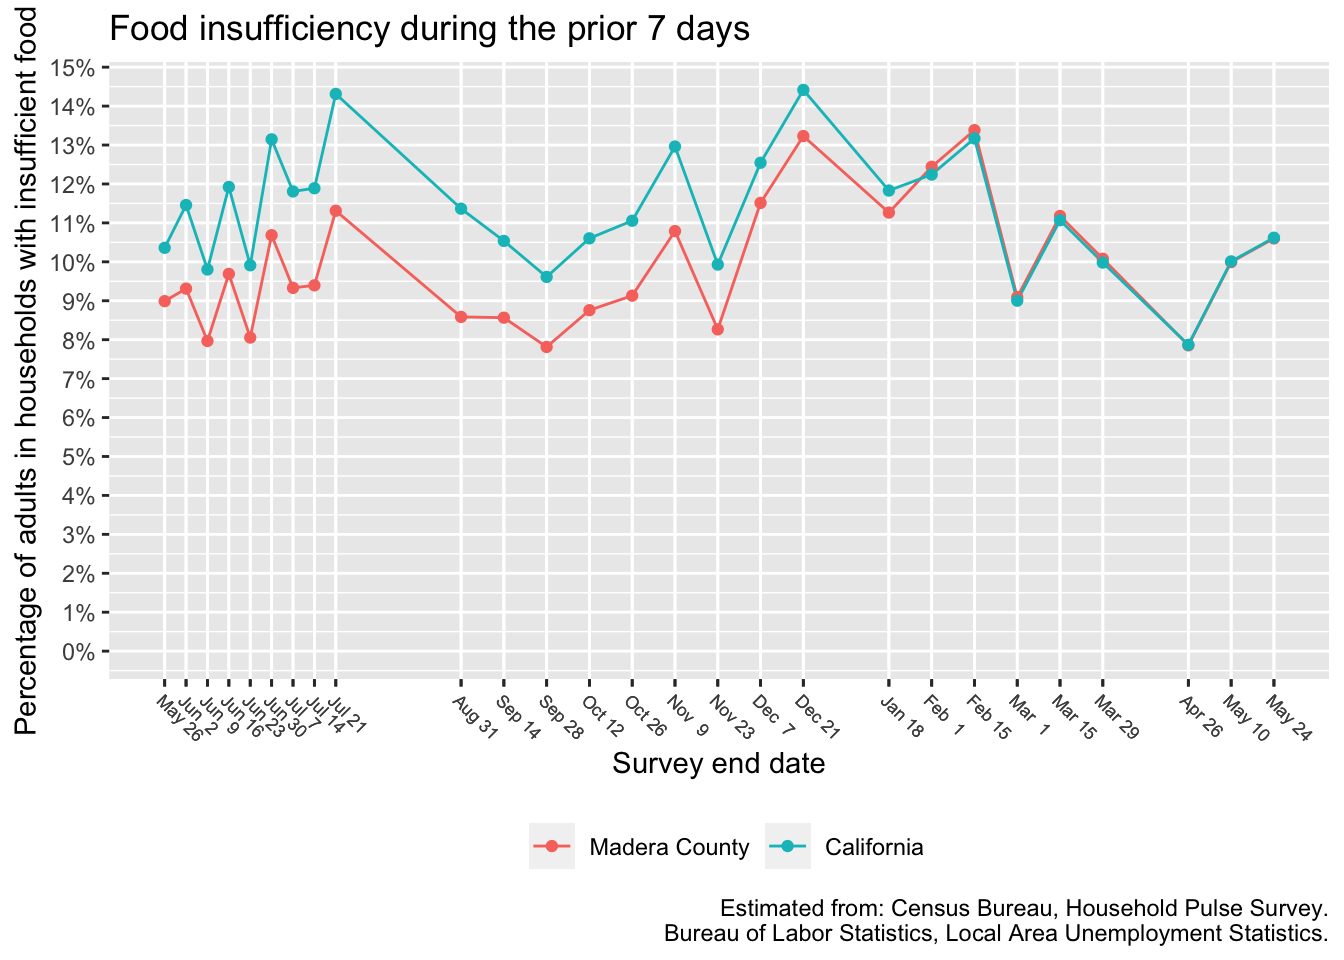 Food insufficiency during the prior 7 days
Percentage of adults in households with insufficient food
15%
14%
13%
12%
11%
10%
9%
8%
7%
6%
5%
4%
3%
2%
1%
0%
May 26
Jun 2
Jun 9
Jun 16
Jun 23
Jun 30
Jul 7
Jul 14
Jul 21
Aug 31
Sep 14
Sep 28
Oct 12
Oct 26
Nov 9
Nov 23
Dec 7
Dec 21
Jan 18
Feb 1
Feb 15
Mar 1
Mar 15
Mar 29
Apr 26
May 10
May 24
Survey end date
Madera County
California
Estimated from: Census Bureau, Household Pulse Survey.
Bureau of Labor Statistics, Local Area Unemployment Statistics.